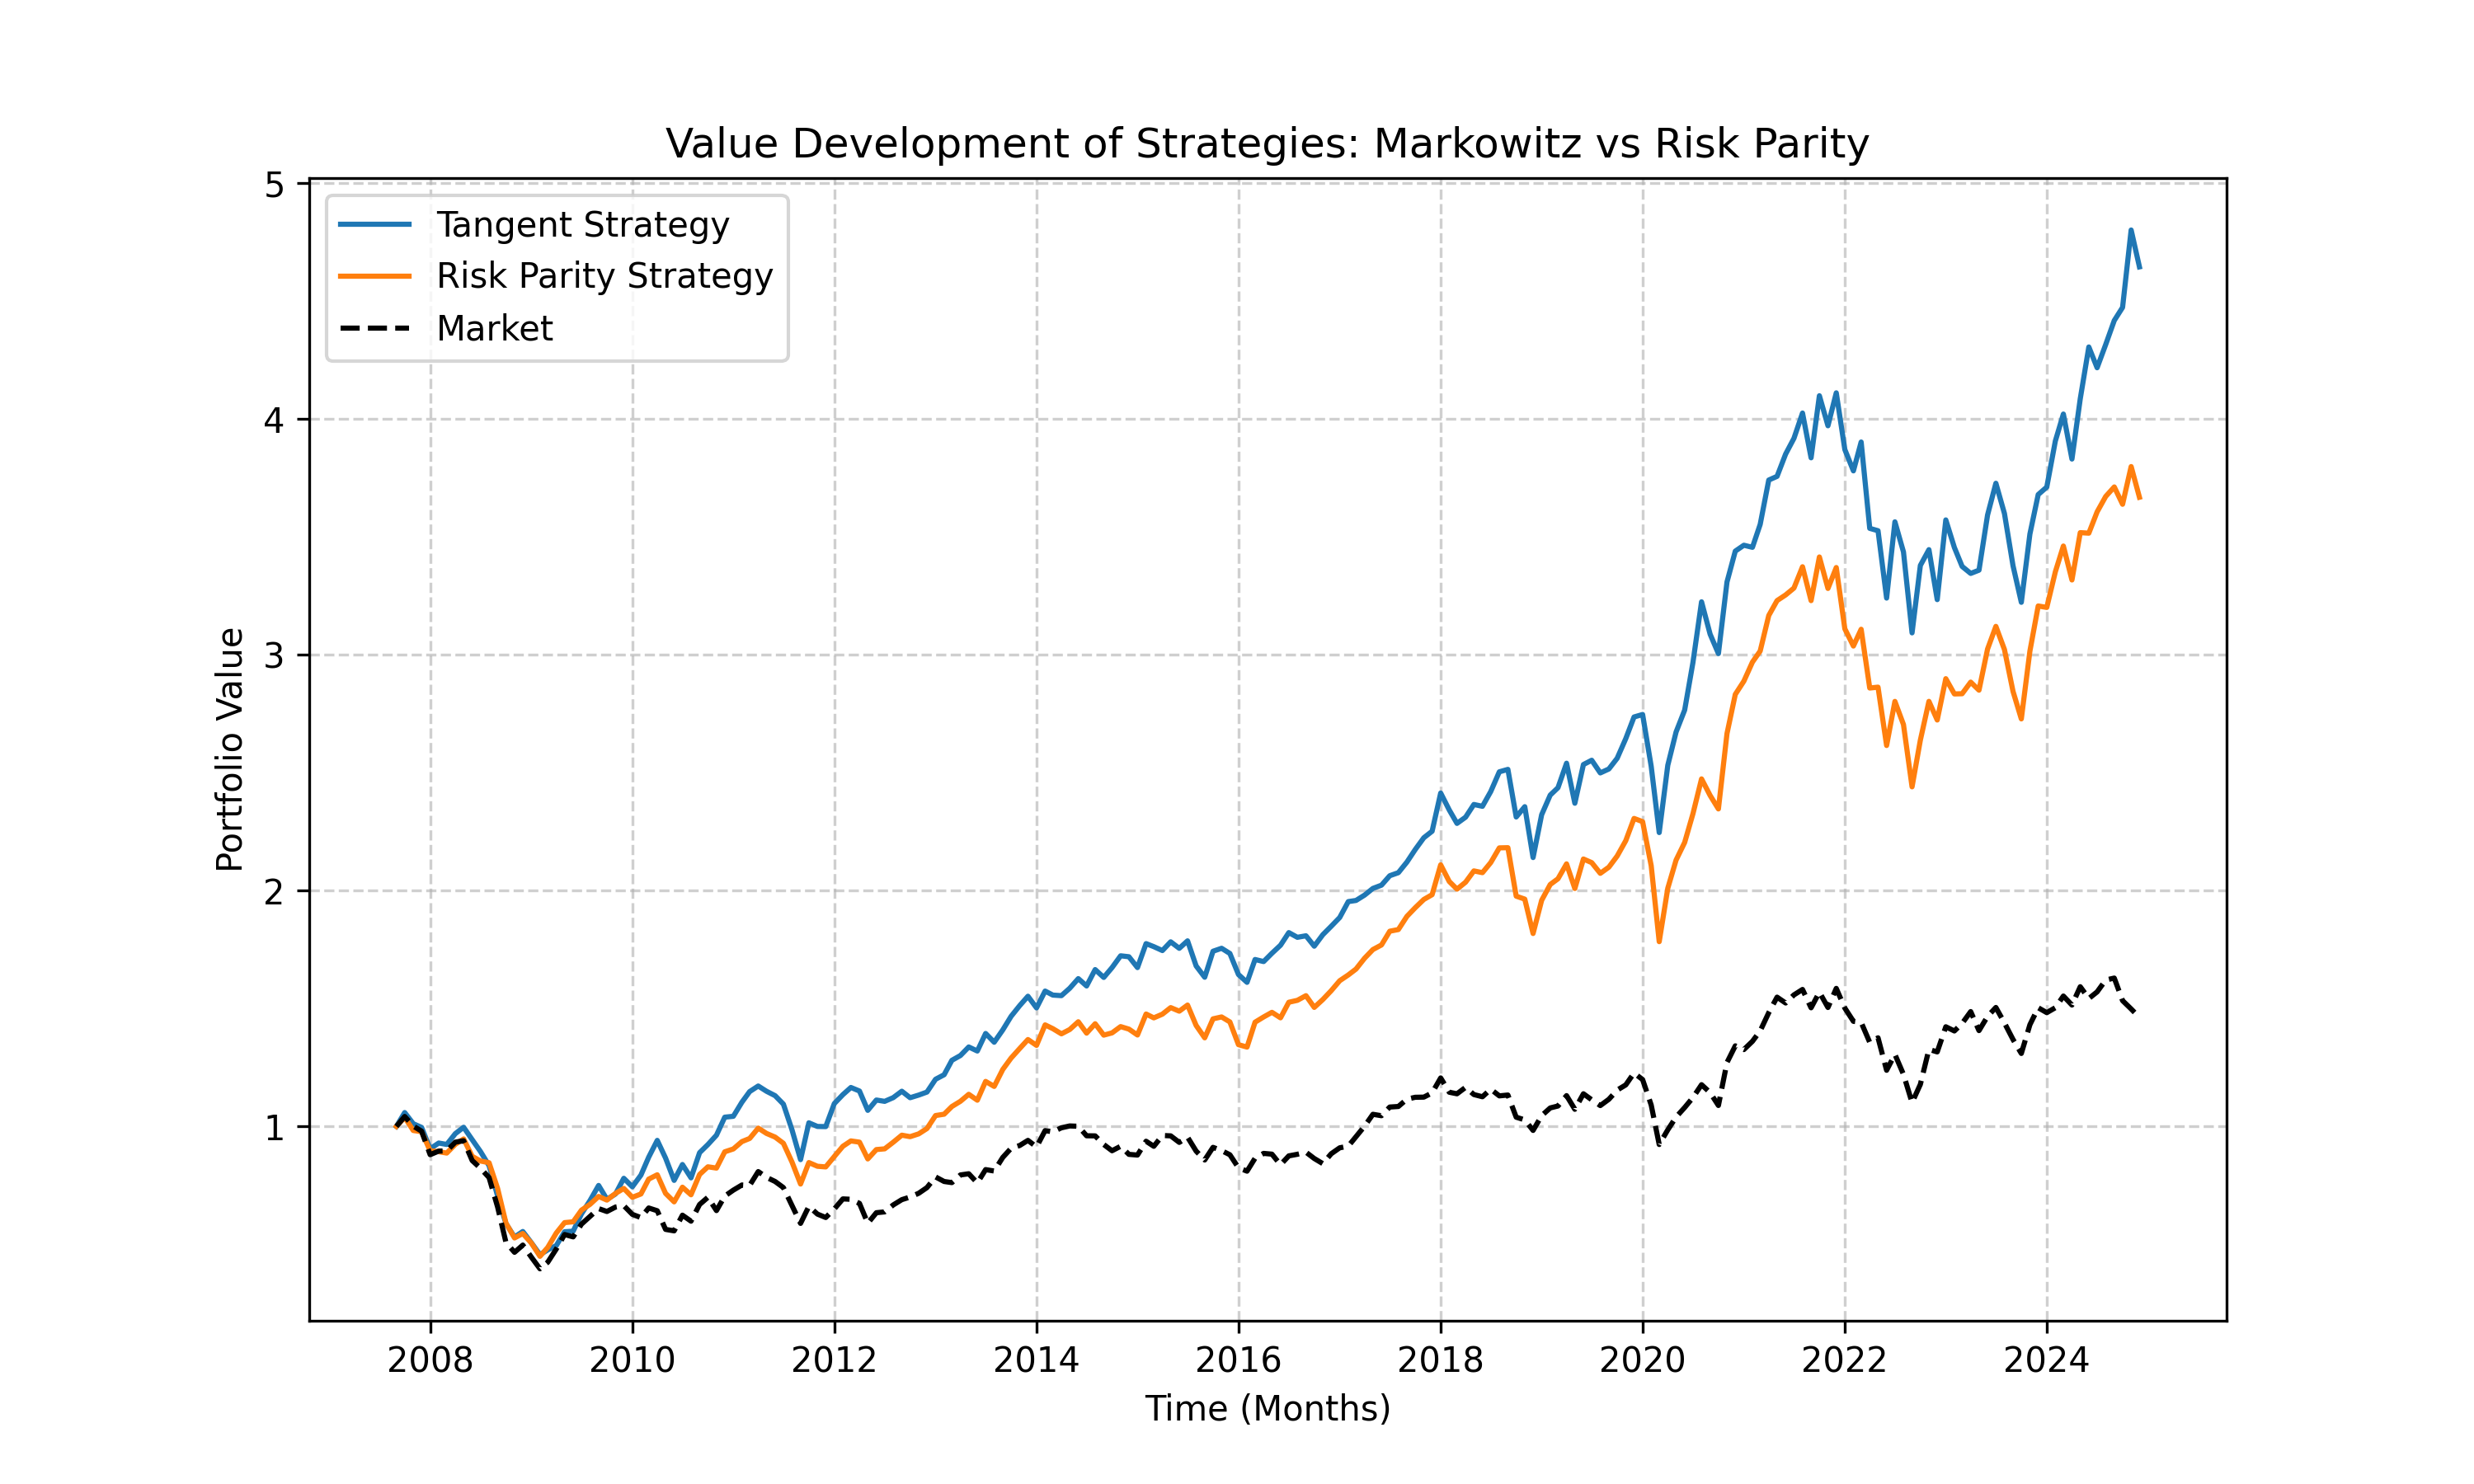 Value Development of Strategies: Markowitz vs Risk Parity
Tangent Strategy
Risk Parity Strategy
Market
Portfolio Value
5
4
3
2
1
2008 2010 2012 2014 2016 2018 2020 2022 2024
Time (Months)